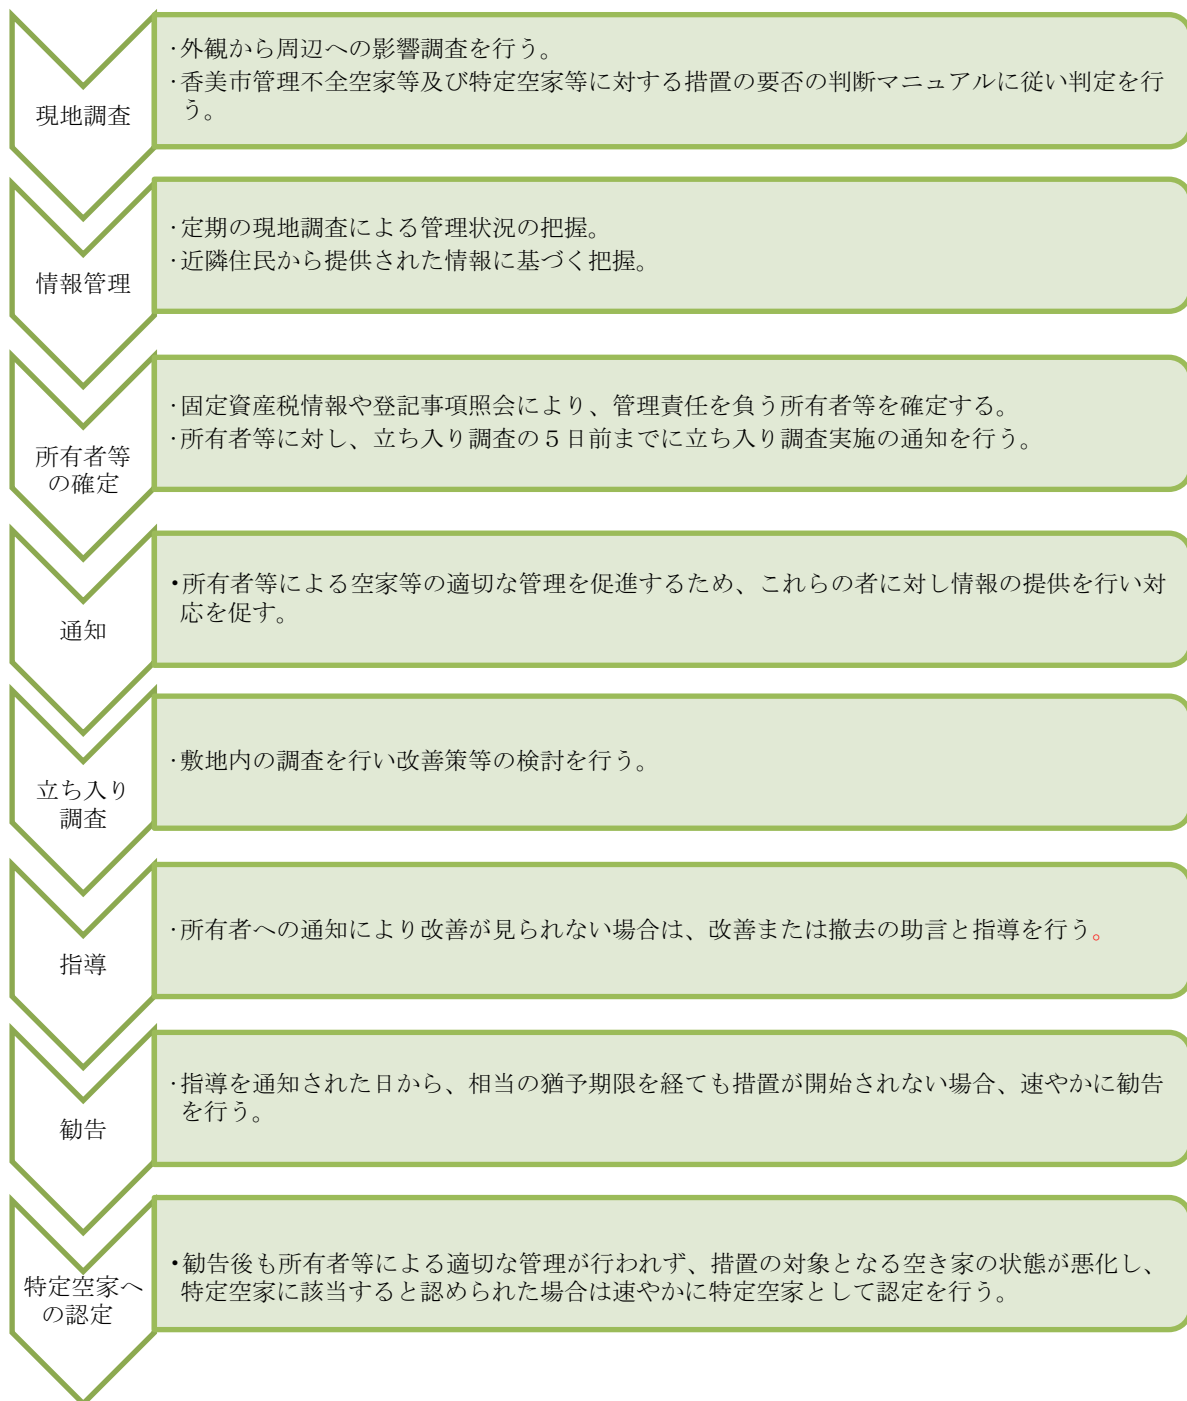 現地調査
·外観から周辺への影響調査を行う。
·香美市管理不全空家等及び特定空家等に対する措置の要否の判断マニュアルに従い判定を行
う。
情報管理
·定期の現地調査による管理状況の把握。
·近隣住民から提供された情報に基づく把握。
所有者等
の確定
·固定資産税情報や登記事項照会により、管理責任を負う所有者等を確定する。
·所有者等に対し、立ち入り調査の５日前までに立ち入り調査実施の通知を行う。
通知
・所有者等による空家等の適切な管理を促進するため、これらの者に対し情報の提供を行い対
応を促す。
立ち入り
調査
·敷地内の調査を行い改善策等の検討を行う。
指導
·所有者への通知により改善が見られない場合は、改善または撤去の助言と指導を行う。
勧告
·指導を通知された日から、相当の猶予期限を経ても措置が開始されない場合、速やかに勧告
を行う。
特定空家へ
の認定
・勧告後も所有者等による適切な管理が行われず、措置の対象となる空き家の状態が悪化し、
特定空家に該当すると認められた場合は速やかに特定空家として認定を行う。